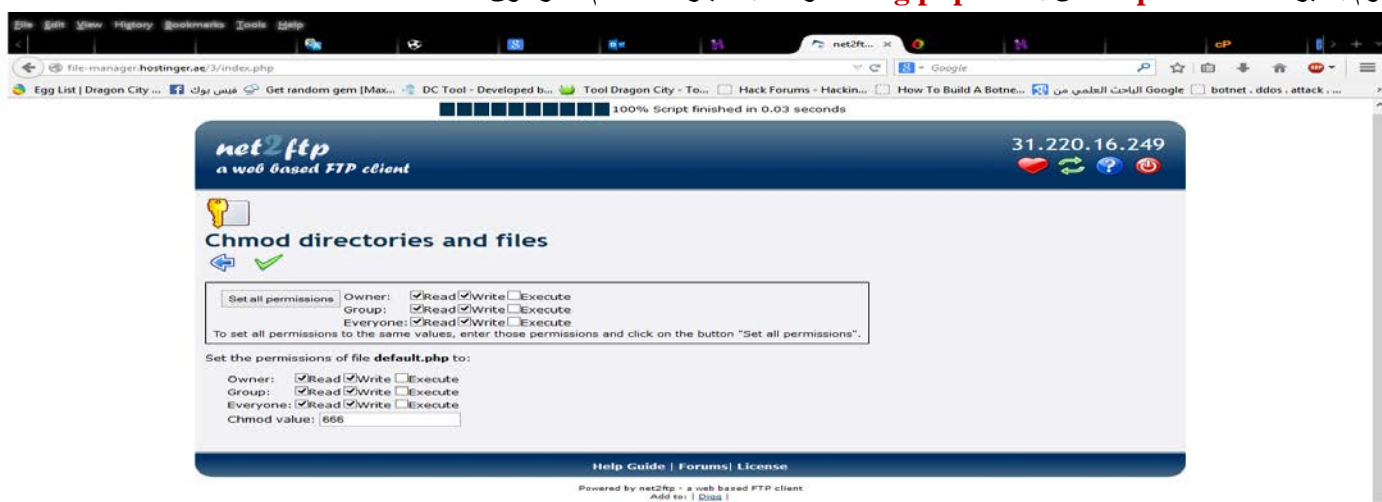 File Edit View History Bookmarks Tools Help
net2ft...
cP
file-manager.hostinger.ae/3/index.php
Google
Egg List | Dragon City ... فيس بوك Get random gem [Max... DC Tool - Developed b... Tool Dragon City - To... Hack Forums - Hackin... How To Build A Botne... الباحث العلمي من Google botnet . ddos . attack . ...
100% Script finished in 0.03 seconds
net2ftp
a web based FTP client
31.220.16.249
Chmod directories and files
Set all permissions Owner: Read Write Execute
Group: Read Write Execute
Everyone: Read Write Execute
To set all permissions to the same values, enter those permissions and click on the button "Set all permissions".
Set the permissions of file default.php to:
Owner: Read Write Execute
Group: Read Write Execute
Everyone: Read Write Execute
Chmod value: 666
Help Guide | Forums| License
Powered by net2ftp - a web based FTP client
Add to: | Digg |